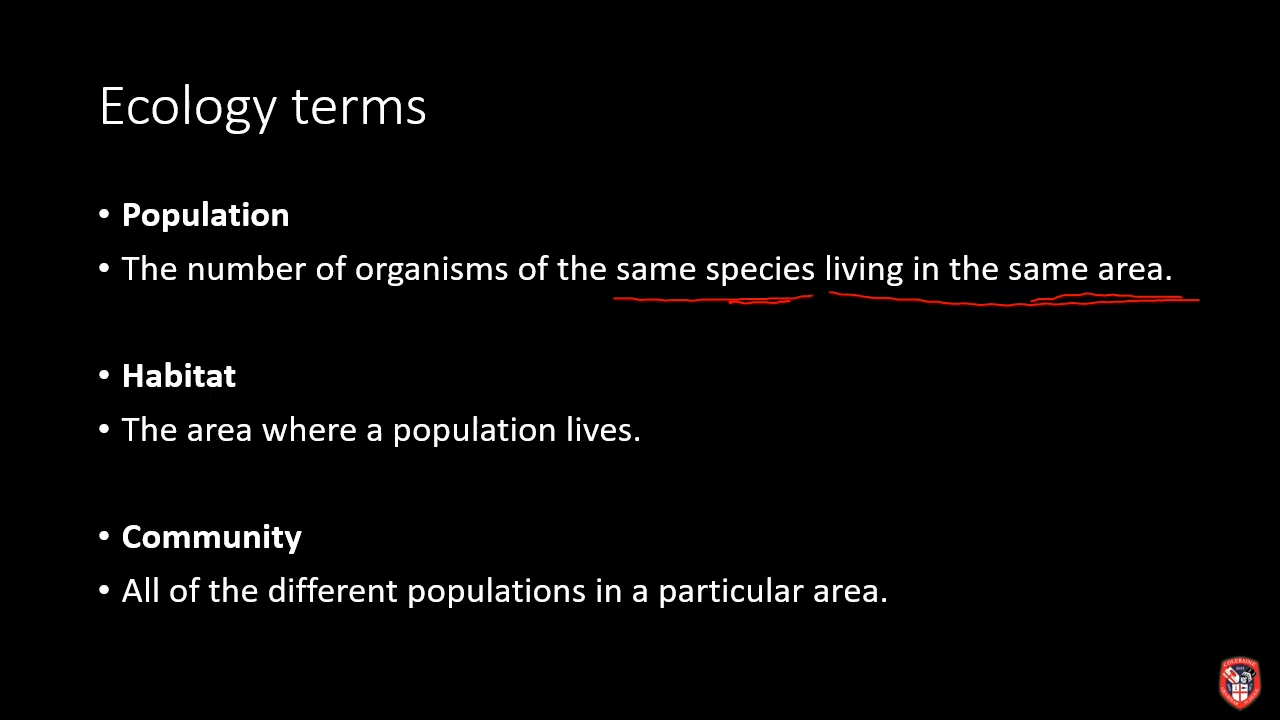 Ecology terms
• Population
• The number of organisms of the same species living in the same area.
• Habitat
• The area where a population lives.
• Community
• All of the different populations in a particular area.
COLERAINE